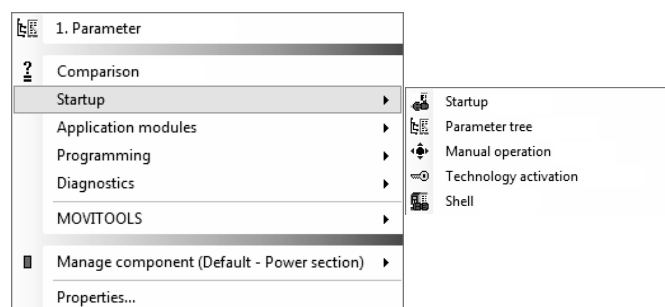 1. Parameter
Comparison
Startup
Application modules
Programming
Diagnostics
MOVITOOLS
Manage component (Default - Power section)
Properties...
Startup
Parameter tree
Manual operation
Technology activation
Shell